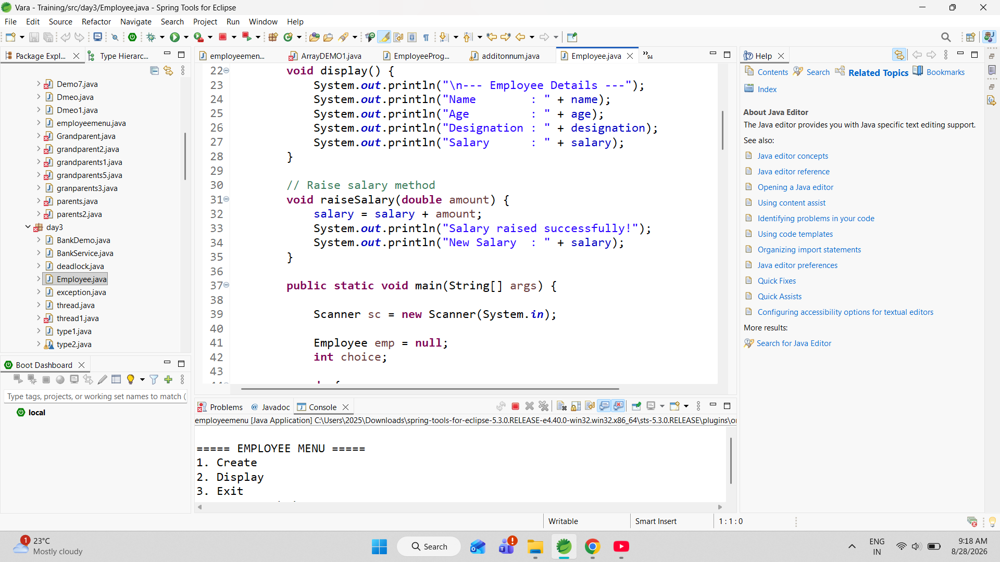 Vara - Training/src/day3/Employee.java - Spring Tools for Eclipse
File Edit Source Refactor Navigate Search Project Run Window Help
Package Expl...
Type Hierarc...
Demo7.java
Dmeo.java
Dmeo1.java
employeemenu.java
Grandparent.java
grandparent2.java
grandparents1.java
grandparents5.java
granparents3.java
parents.java
parents2.java
day3
BankDemo.java
BankService.java
deadlock.java
Employee.java
exception.java
thread.java
thread1.java
type1.java
type2.java
Boot Dashboard
Type tags, projects, or working set names to match (
local
employeemen...
ArrayDEMO1.java
EmployeeProg...
additonnum.java
Employee.java
»94
22 void display() {
23 System.out.println("\n--- Employee Details ---");
24 System.out.println("Name        : " + name);
25 System.out.println("Age         : " + age);
26 System.out.println("Designation : " + designation);
27 System.out.println("Salary      : " + salary);
28 }
29
30 // Raise salary method
31 void raiseSalary(double amount) {
32 salary = salary + amount;
33 System.out.println("Salary raised successfully!");
34 System.out.println("New Salary  : " + salary);
35 }
36
37 public static void main(String[] args) {
38
39 Scanner sc = new Scanner(System.in);
40
41 Employee emp = null;
42 int choice;
43
Problems
@ Javadoc
Console
employeemenu [Java Application] C:\Users\2025\Downloads\spring-tools-for-eclipse-5.3.0.RELEASE-e4.40.0-win32.win32.x86_64\sts-5.3.0.RELEASE\plugins\or
===== EMPLOYEE MENU =====
1. Create
2. Display
3. Exit
Help
Contents Search Related Topics Bookmarks
Index
About Java Editor
The Java editor provides you with Java specific text editing support.
See also:
Java editor concepts
Java editor reference
Opening a Java editor
Using content assist
Identifying problems in your code
Using code templates
Organizing import statements
Java editor preferences
Quick Fixes
Quick Assists
Configuring accessibility options for textual editors
More results:
Search for Java Editor
Writable
Smart Insert
1 : 1 : 0
1
23°C
Mostly cloudy
Search
ENG
IN
9:18 AM
8/28/2026